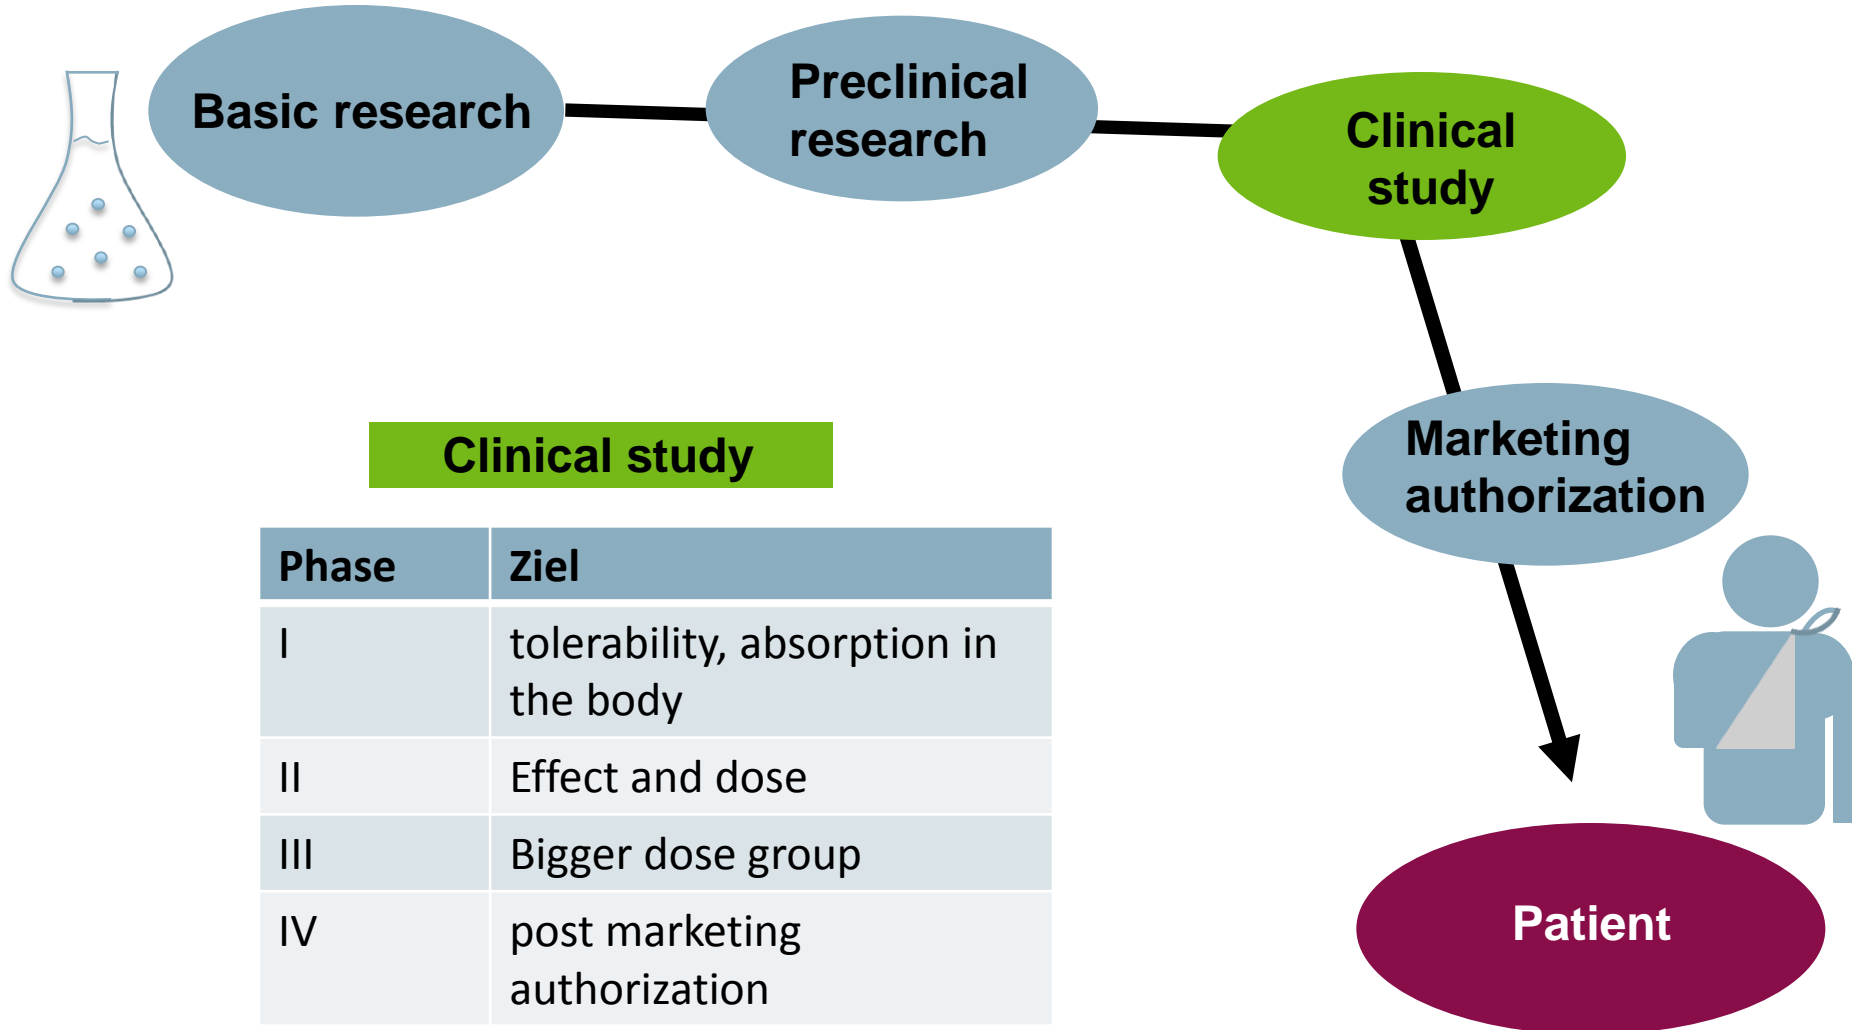 Basic research
Preclinical
research
Clinical
study
Marketing
authorization
Patient
Clinical study
Phase Ziel
I tolerability, absorption in
the body
II Effect and dose
III Bigger dose group
IV post marketing
authorization